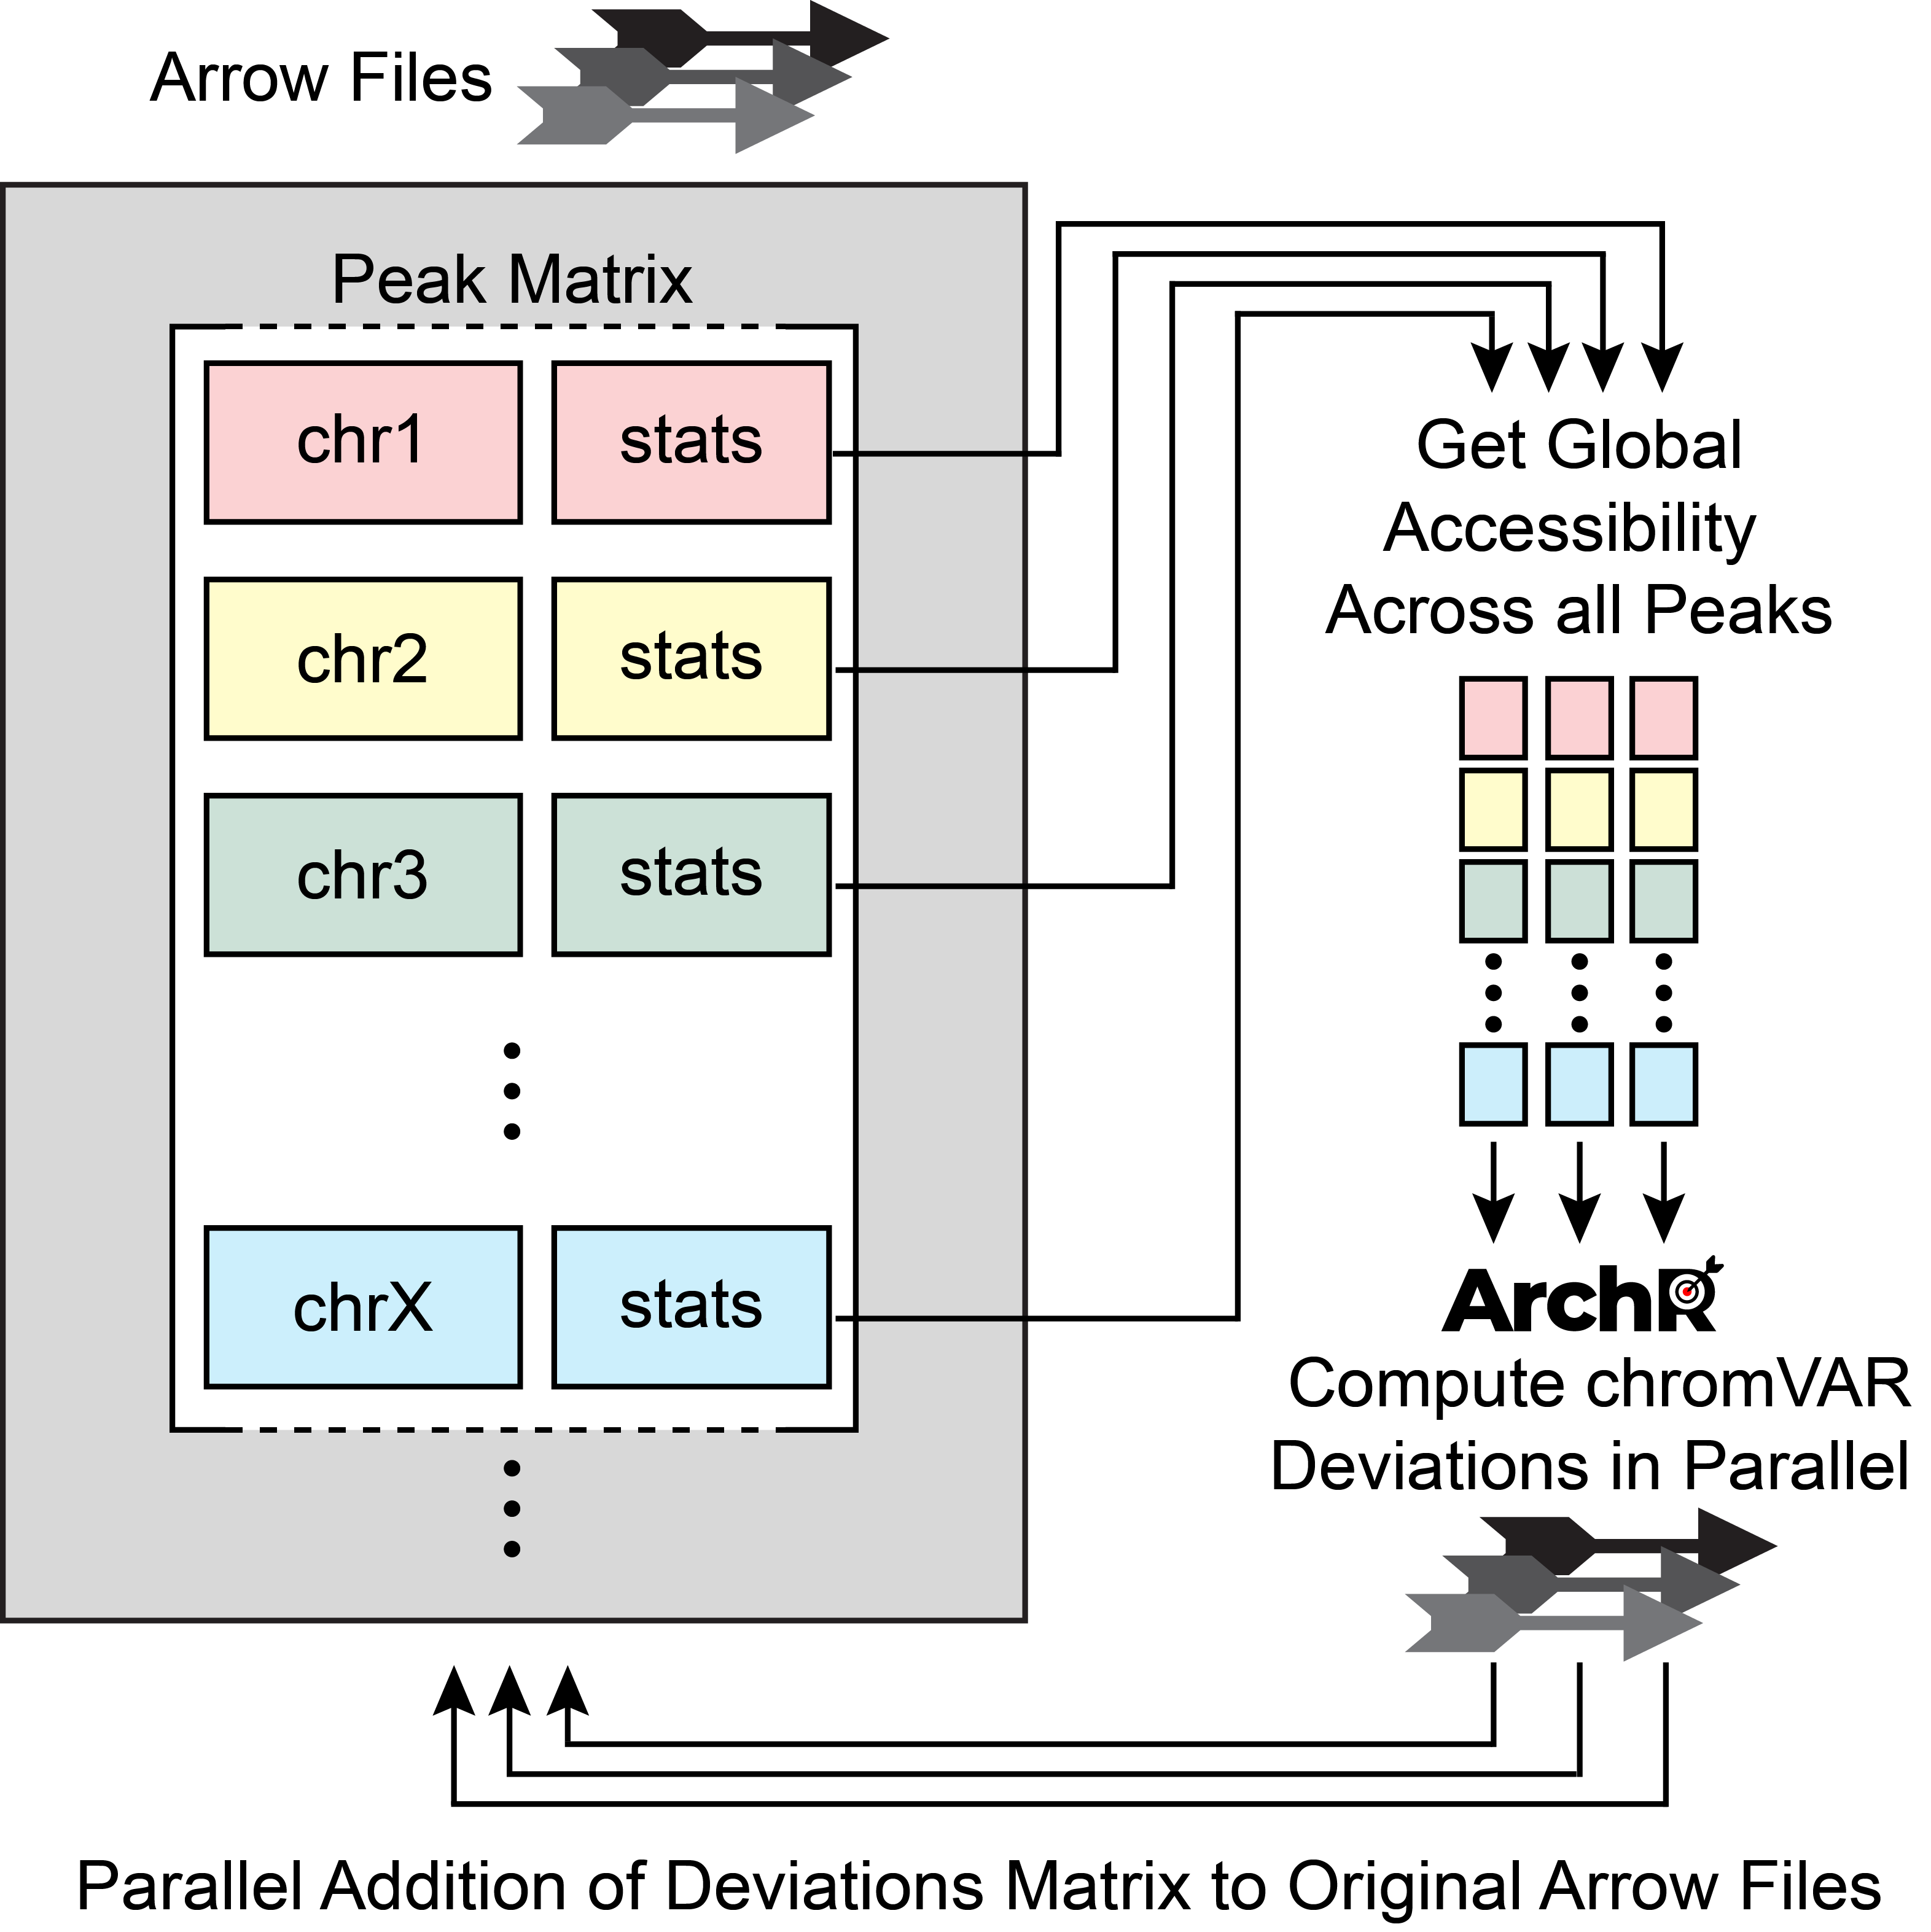 Arrow Files
Peak Matrix
chr1 stats
chr2 stats
chr3 stats
chrX stats
Get Global
Accessibility
Across all Peaks
ArchR
Compute chromVAR
Deviations in Parallel
Parallel Addition of Deviations Matrix to Original Arrow Files